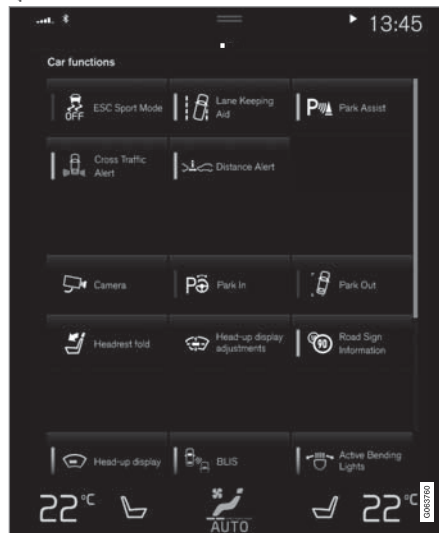 13:45
Car functions
OFF
ESC Sport Mode
Lane Keeping
Aid
P
Park Assist
Cross Traffic
Alert
Distance Alert
Camera
P
Park In
Park Out
Headrest fold
Head-up display
adjustments
90
Road Sign
Information
Head-up display
BLIS
Active Bending
Lights
22°C
AUTO
22°C
G063760